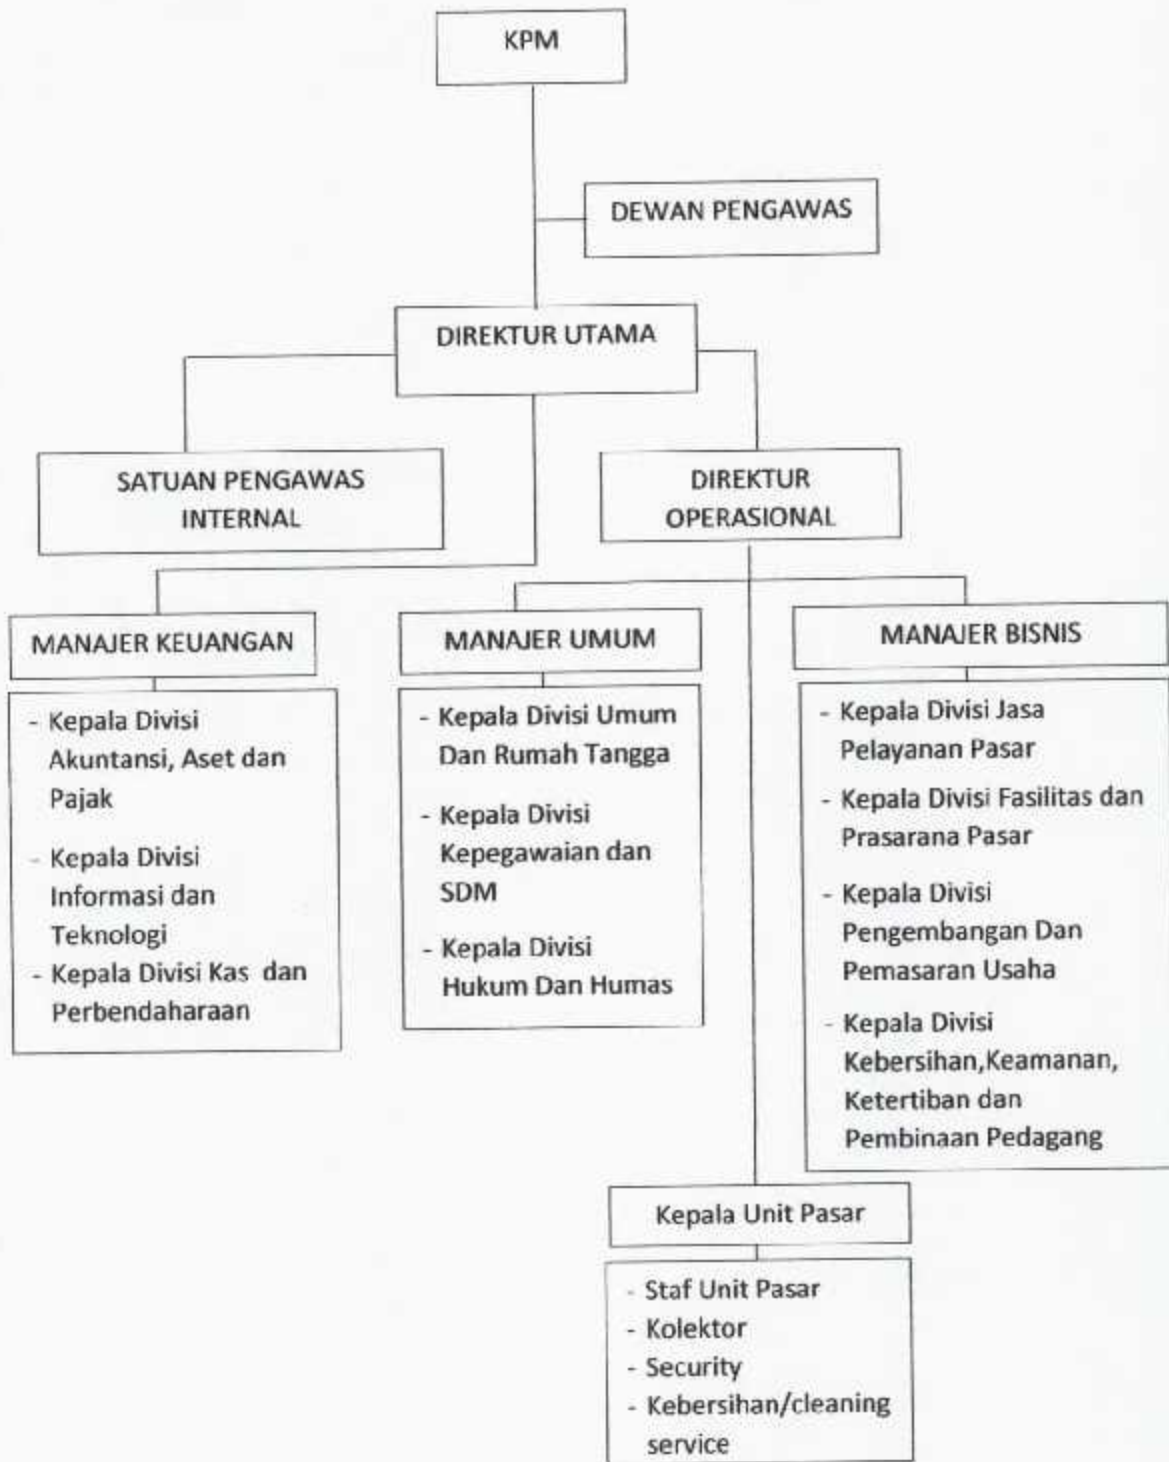 KPM
DEWAN PENGAWAS
DIREKTUR UTAMA
SATUAN PENGAWAS
INTERNAL
DIREKTUR
OPERASIONAL
MANAJER KEUANGAN
- Kepala Divisi
Akuntansi, Aset dan
Pajak
- Kepala Divisi
Informasi dan
Teknologi
- Kepala Divisi Kas dan
Perbendaharaan
MANAJER UMUM
- Kepala Divisi Umum
Dan Rumah Tangga
- Kepala Divisi
Kepegawaian dan
SDM
- Kepala Divisi
Hukum Dan Humas
MANAJER BISNIS
- Kepala Divisi Jasa
Pelayanan Pasar
- Kepala Divisi Fasilitas dan
Prasarana Pasar
- Kepala Divisi
Pengembangan Dan
Pemasaran Usaha
- Kepala Divisi
Kebersihan,Keamanan,
Ketertiban dan
Pembinaan Pedagang
Kepala Unit Pasar
- Staf Unit Pasar
- Kolektor
- Security
- Kebersihan/cleaning
service